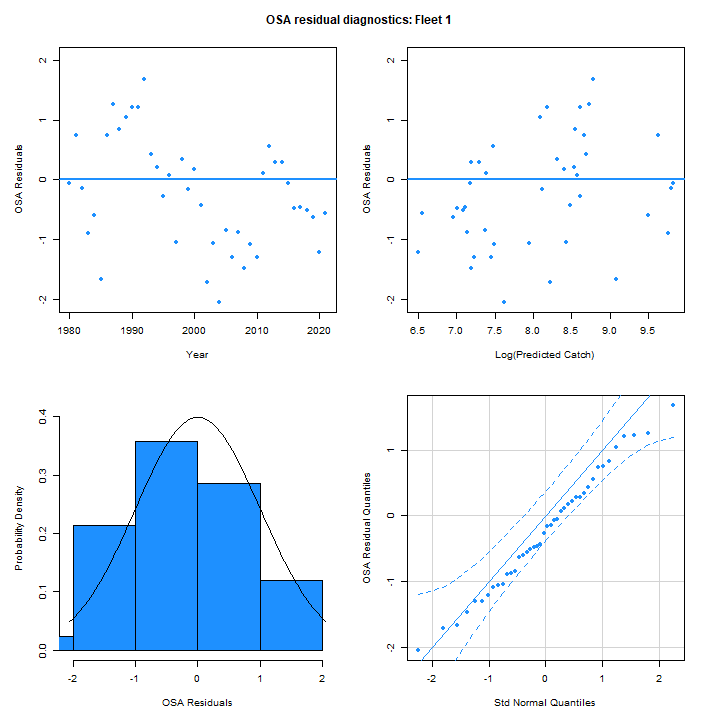 OSA residual diagnostics: Fleet 1
OSA Residuals
2
1
0
-1
-2
1980 1990 2000 2010 2020
Year
OSA Residuals
2
1
0
-1
-2
6.5 7.0 7.5 8.0 8.5 9.0 9.5
Log(Predicted Catch)
Probability Density
0.4
0.3
0.2
0.1
0.0
-2 -1 0 1 2
OSA Residuals
OSA Residual Quantiles
1
0
-1
-2
-2 -1 0 1 2
Std Normal Quantiles